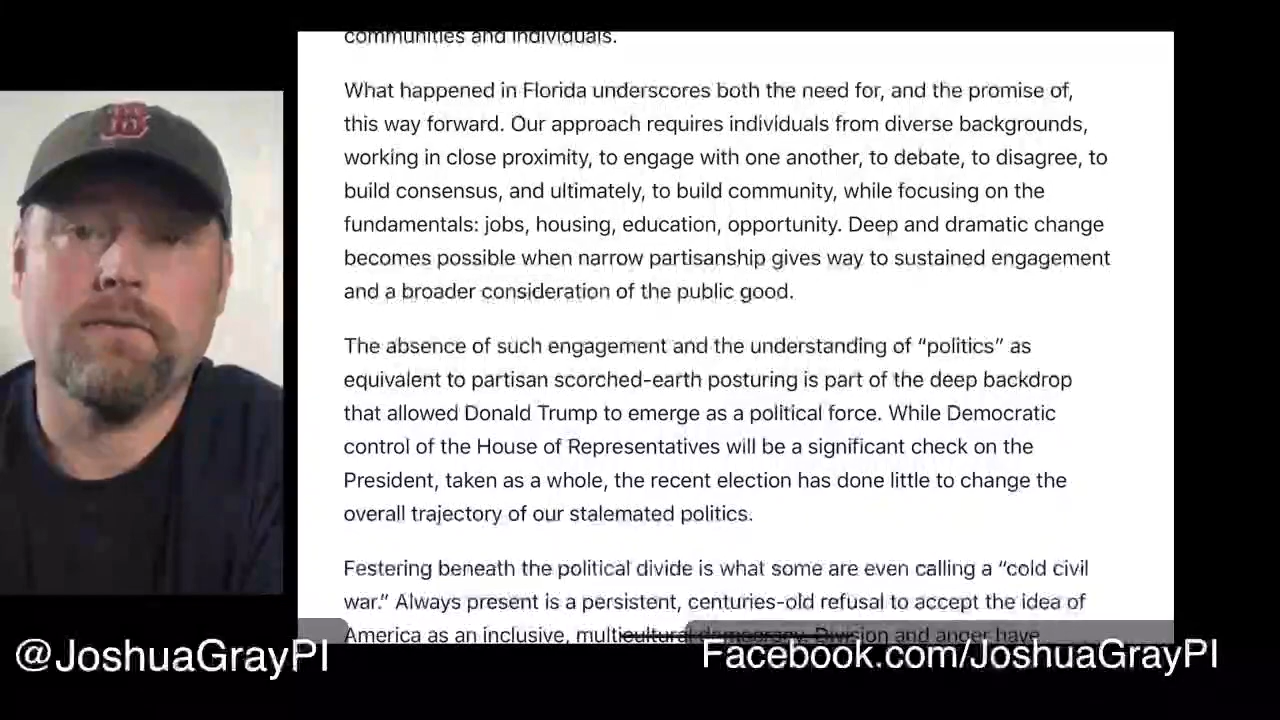 communities and individuals.
What happened in Florida underscores both the need for, and the promise of,
this way forward. Our approach requires individuals from diverse backgrounds,
working in close proximity, to engage with one another, to debate, to disagree, to
build consensus, and ultimately, to build community, while focusing on the
fundamentals: jobs, housing, education, opportunity. Deep and dramatic change
becomes possible when narrow partisanship gives way to sustained engagement
and a broader consideration of the public good.
The absence of such engagement and the understanding of “politics” as
equivalent to partisan scorched-earth posturing is part of the deep backdrop
that allowed Donald Trump to emerge as a political force. While Democratic
control of the House of Representatives will be a significant check on the
President, taken as a whole, the recent election has done little to change the
overall trajectory of our stalemated politics.
Festering beneath the political divide is what some are even calling a “cold civil
war.” Always present is a persistent, centuries-old refusal to accept the idea of
America as an inclusive, multicultural democracy. Division and anger have
@JoshuaGrayPI
Facebook.com/JoshuaGrayPI
B